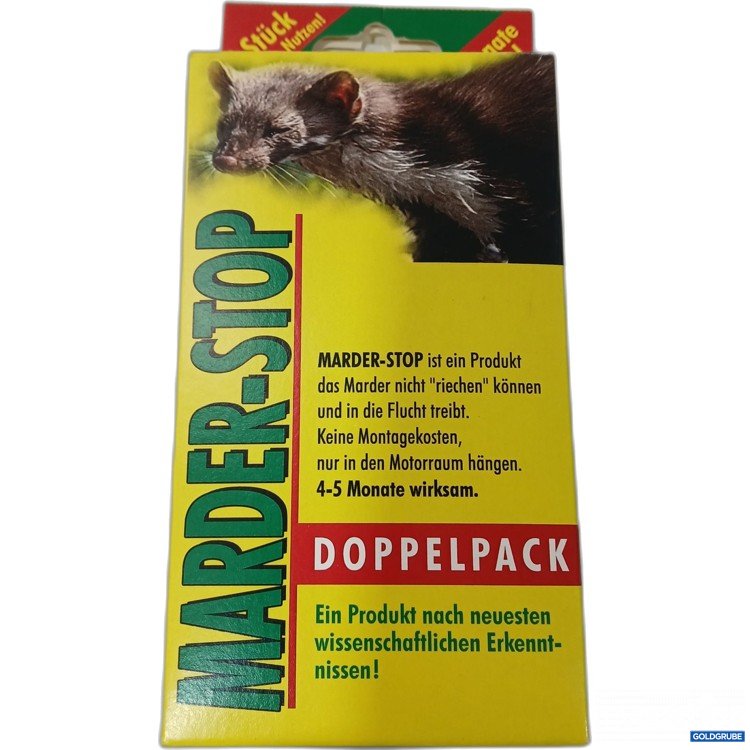 Stück
Nutzen!
MARDER-STOP
MARDER-STOP ist ein Produkt
das Marder nicht "riechen" können
und in die Flucht treibt.
Keine Montagekosten,
nur in den Motorraum hängen.
4-5 Monate wirksam.
DOPPELPACK
Ein Produkt nach neuesten
wissenschaftlichen Erkennt-
nissen!
GOLDGRUBE